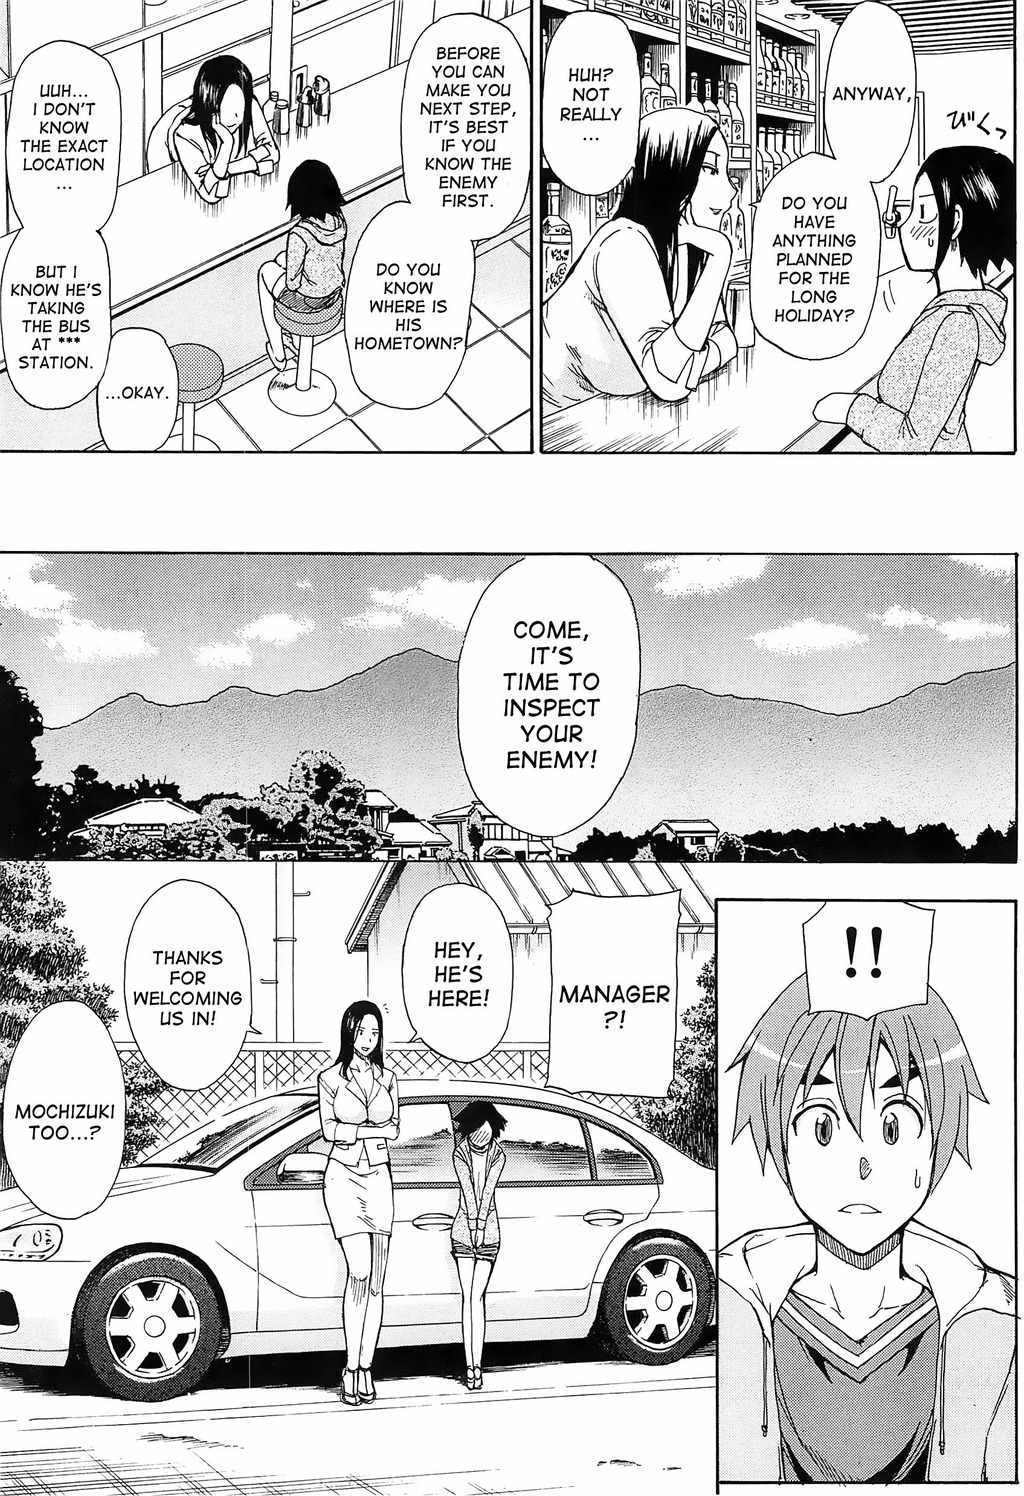 ANYWAY,
DO YOU
HAVE
ANYTHING
PLANNED
FOR THE
LONG
HOLIDAY?
びくっ
HUH?
NOT
REALLY
...
BEFORE
YOU CAN
MAKE YOU
NEXT STEP,
IT'S BEST
IF YOU
KNOW THE
ENEMY
FIRST.
DO YOU
KNOW
WHERE IS
HIS
HOMETOWN?
UUH...
I DON'T
KNOW
THE EXACT
LOCATION
...
BUT I
KNOW HE'S
TAKING
THE BUS
AT ***
STATION.
...OKAY.
COME,
IT'S
TIME TO
INSPECT
YOUR
ENEMY!
!!
MANAGER
?!
HEY,
HE'S
HERE!
THANKS
FOR
WELCOMING
US IN!
MOCHIZUKI
TOO...?